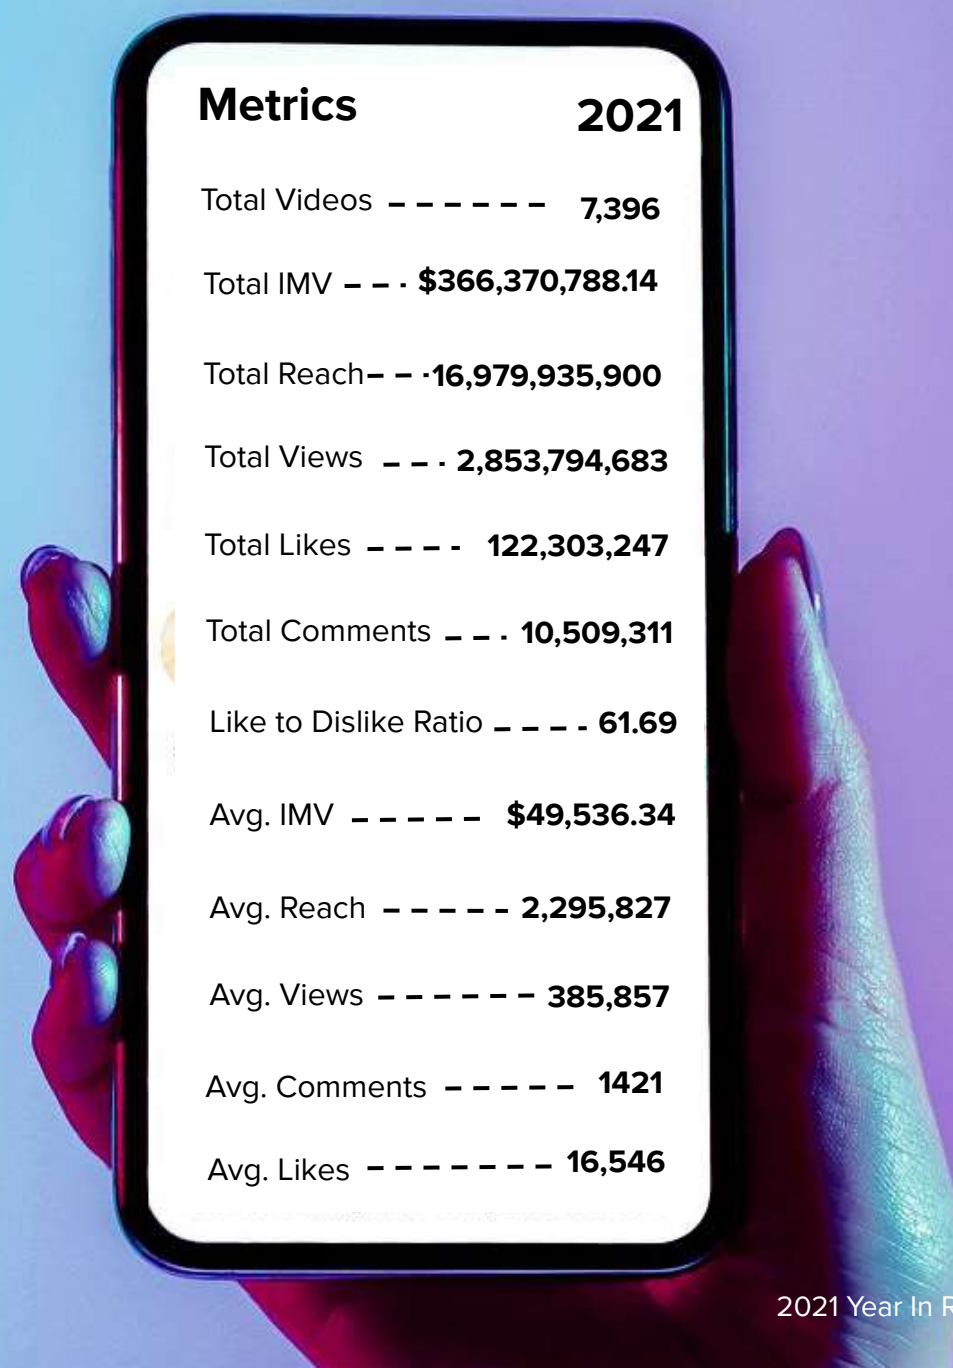 Metrics 2021
Total Videos 7,396
Total IMV $366,370,788.14
Total Reach 16,979,935,900
Total Views 2,853,794,683
Total Likes 122,303,247
Total Comments 10,509,311
Like to Dislike Ratio 61.69
Avg. IMV $49,536.34
Avg. Reach 2,295,827
Avg. Views 385,857
Avg. Comments 1421
Avg. Likes 16,546
2021 Year In